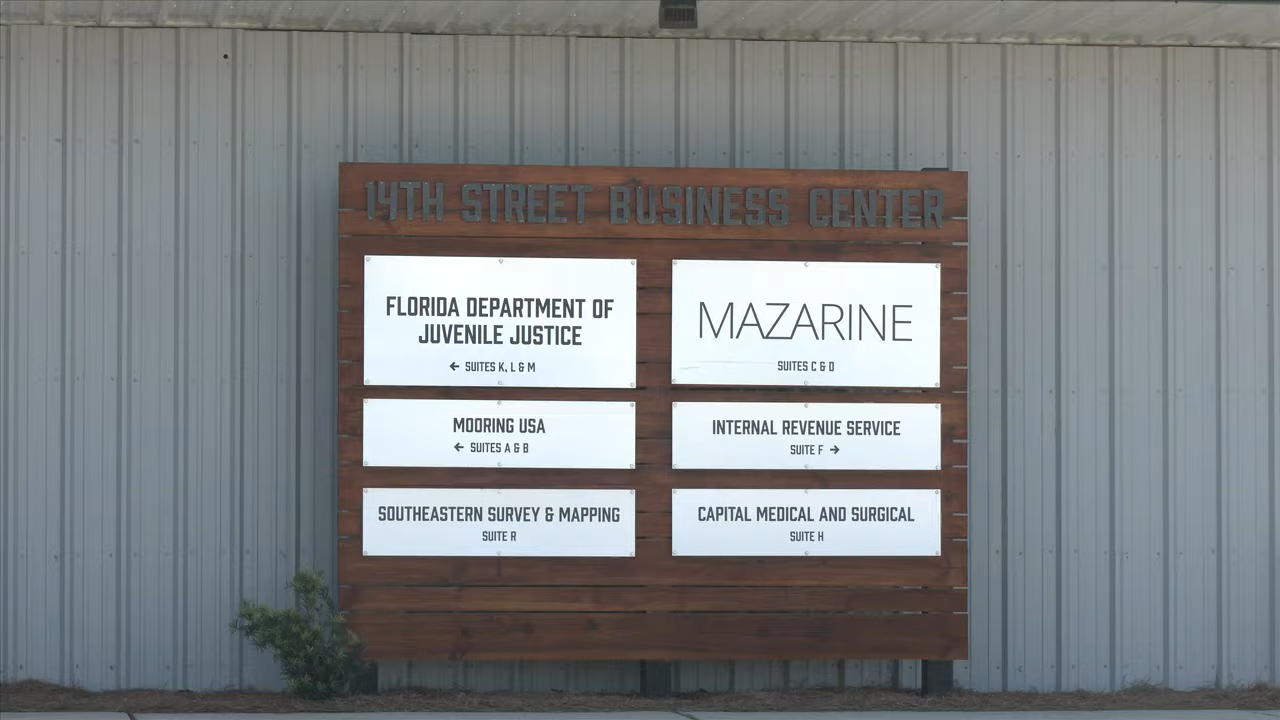 14TH STREET BUSINESS CENTER
FLORIDA DEPARTMENT OF
JUVENILE JUSTICE
← SUITES K, L & M
MAZARINE
SUITES C & D
MOORING USA
← SUITES A & B
INTERNAL REVENUE SERVICE
SUITE F →
SOUTHEASTERN SURVEY & MAPPING
SUITE R
CAPITAL MEDICAL AND SURGICAL
SUITE H